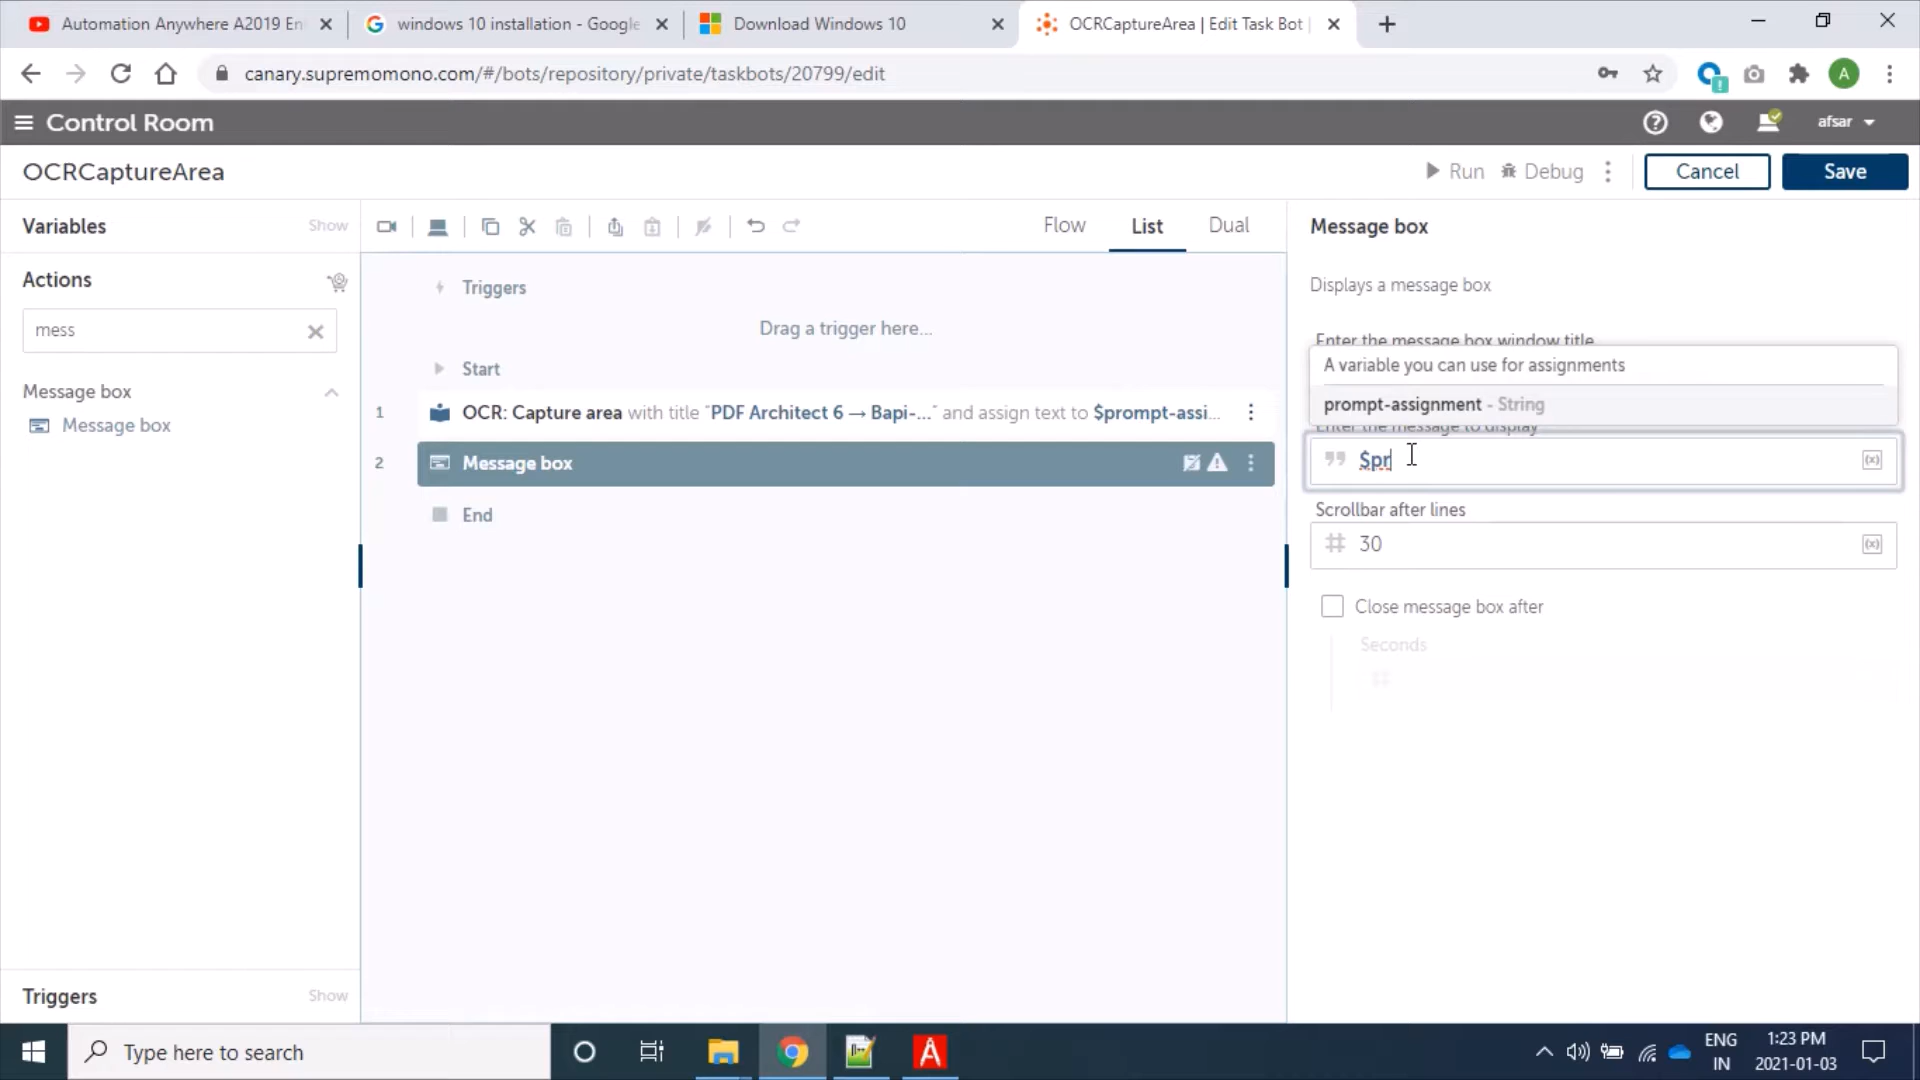 Automation Anywhere A2019 En
windows 10 installation - Google
Download Windows 10
OCRCaptureArea | Edit Task Bot |
canary.supremomono.com/#/bots/repository/private/taskbots/20799/edit
A
Control Room
afsar
OCRCaptureArea
Run
Debug
Cancel
Save
Variables
Show
Flow
List
Dual
Message box
Actions
Triggers
Displays a message box
mess
Drag a trigger here...
Enter the message box window title
A variable you can use for assignments
Start
Message box
prompt-assignment - String
1
OCR: Capture area with title "PDF Architect 6 → Bapi-..." and assign text to $prompt-assi...
Message box
Enter the message to display
2
Message box
$pr
End
Scrollbar after lines
30
Close message box after
Seconds
Triggers
Show
Type here to search
ENG
IN
1:23 PM
2021-01-03